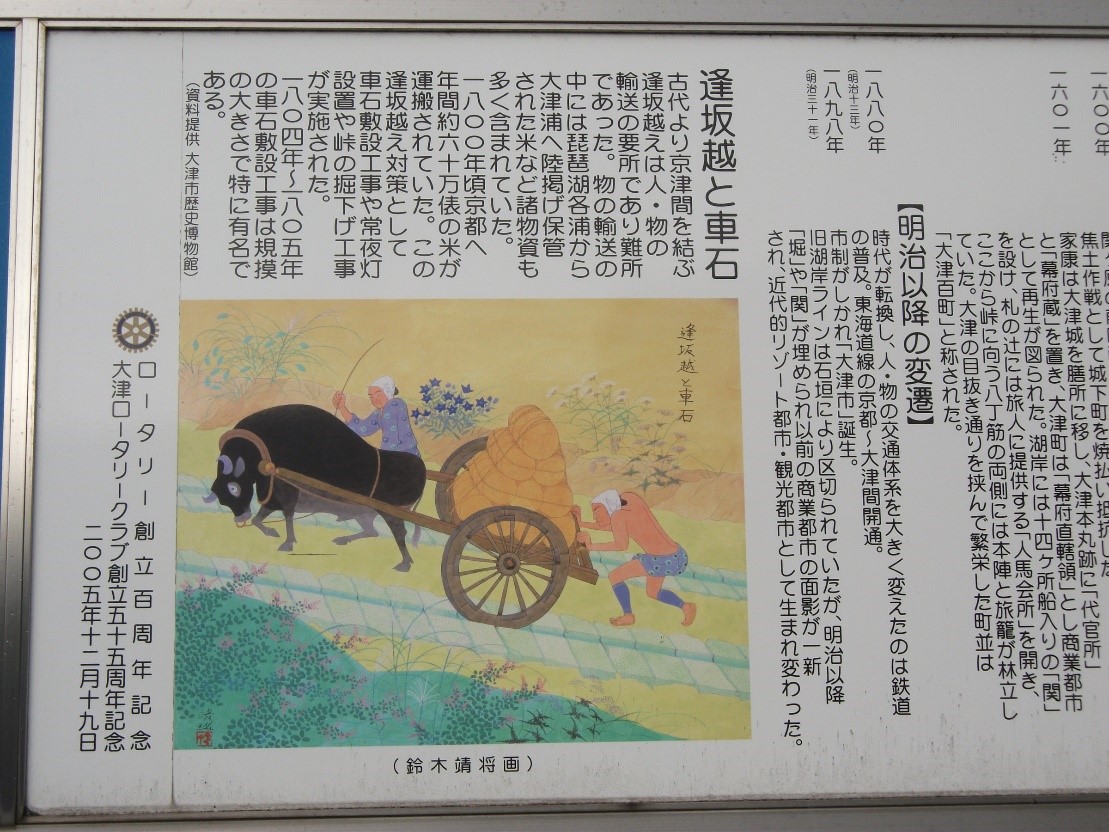 一六〇〇年
焦土作戦として城下町を焼払い抵抗した
一六〇一年
家康は大津城を膳所に移し、大津本丸跡に「代官所」
と「幕府蔵」を置き、大津町は「幕府直轄領」とし商業都市
として再生が図られた。湖岸には十四ヶ所船入りの「関」
を設け、札の辻には旅人に提供する「人馬会所」を開き、
ここから峠に向う八丁筋の両側には本陣と旅籠が林立し
ていた。大津の目抜き通りを挟んで繁栄した町並は
「大津百町」と称された。
【明治以降の変遷】
一八八〇年
(明治十三年)
時代が転換し、人・物の交通体系を大きく変えたのは鉄道
の普及。東海道線の京都～大津間開通。
一八九八年
(明治三十一年)
市制がしかれ「大津市」誕生。
旧湖岸ラインは石垣により区切られていたが、明治以降
「堀」や「関」が埋められ以前の商業都市の面影が一新
され、近代的リゾート都市・観光都市として生まれ変わった。
逢坂越と車石
古代より京津間を結ぶ
逢坂越えは人・物の
輸送の要所であり難所
であった。物の輸送の
中には琵琶湖各浦から
大津浦へ陸揚げ保管
された米など諸物資も
多く含まれていた。
一八〇〇年頃京都へ
年間約六十万俵の米が
運搬されていた。この
逢坂越え対策として
車石敷設工事や常夜灯
設置や峠の掘下げ工事
が実施された。
一八〇四年～一八〇五年
の車石敷設工事は規摸
の大きさで特に有名で
ある。
(資料提供 大津市歴史博物館)
逢坂越と車石
(鈴木靖将画)
ロータリー創立百周年記念
大津ロータリークラブ創立五十五周年記念
二〇〇五年十二月十九日